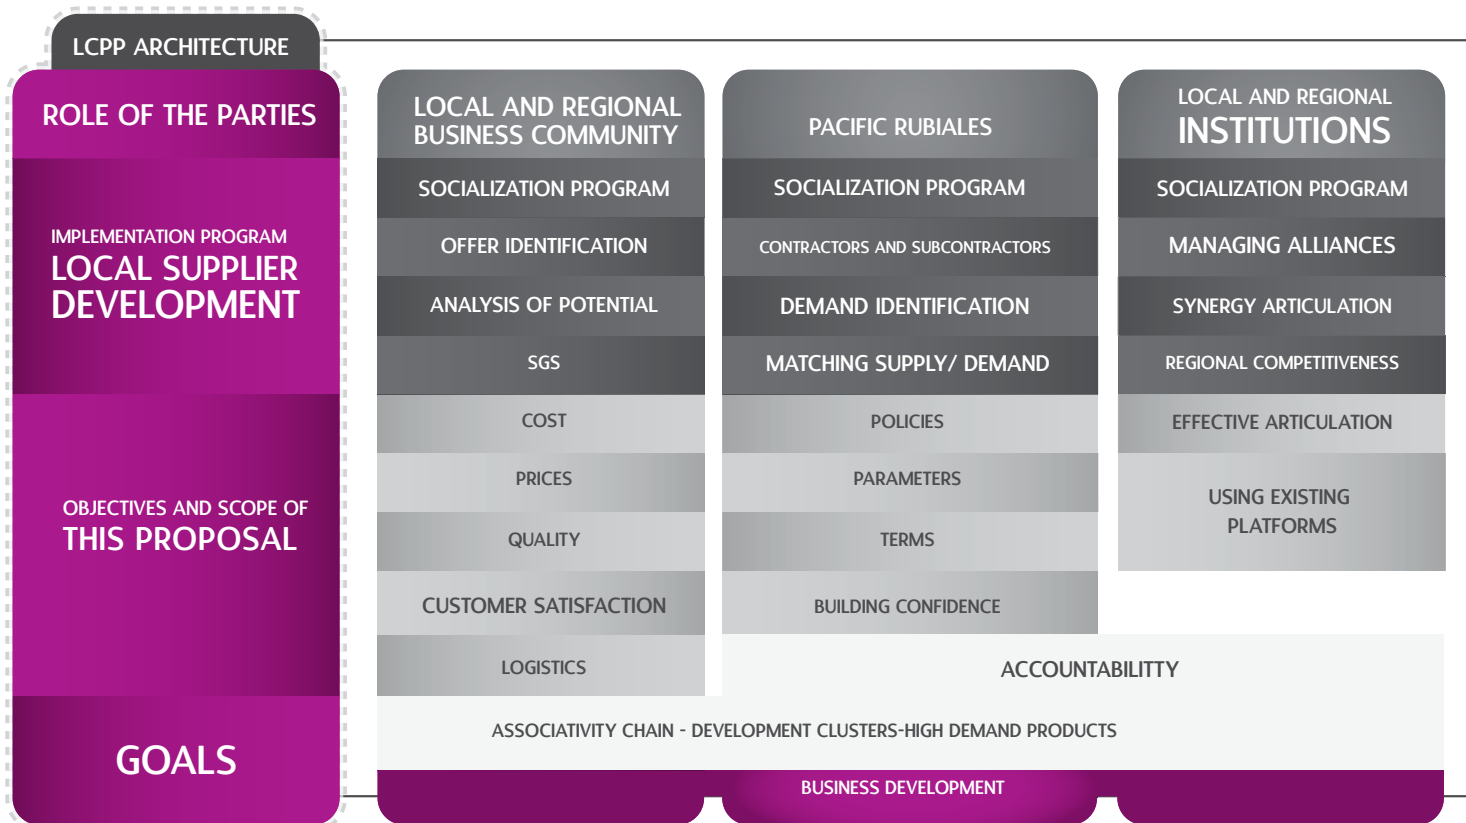 LCPP ARCHITECTURE
ROLE OF THE PARTIES
IMPLEMENTATION PROGRAM
LOCAL SUPPLIER
DEVELOPMENT
OBJECTIVES AND SCOPE OF
THIS PROPOSAL
GOALS
LOCAL AND REGIONAL
BUSINESS COMMUNITY
SOCIALIZATION PROGRAM
OFFER IDENTIFICATION
ANALYSIS OF POTENTIAL
SGS
COST
PRICES
QUALITY
CUSTOMER SATISFACTION
LOGISTICS
PACIFIC RUBIALES
SOCIALIZATION PROGRAM
CONTRACTORS AND SUBCONTRACTORS
DEMAND IDENTIFICATION
MATCHING SUPPLY/ DEMAND
POLICIES
PARAMETERS
TERMS
BUILDING CONFIDENCE
LOCAL AND REGIONAL
INSTITUTIONS
SOCIALIZATION PROGRAM
MANAGING ALLIANCES
SYNERGY ARTICULATION
REGIONAL COMPETITIVENESS
EFFECTIVE ARTICULATION
USING EXISTING
PLATFORMS
ACCOUNTABILITTY
ASSOCIATIVITY CHAIN - DEVELOPMENT CLUSTERS-HIGH DEMAND PRODUCTS
BUSINESS DEVELOPMENT